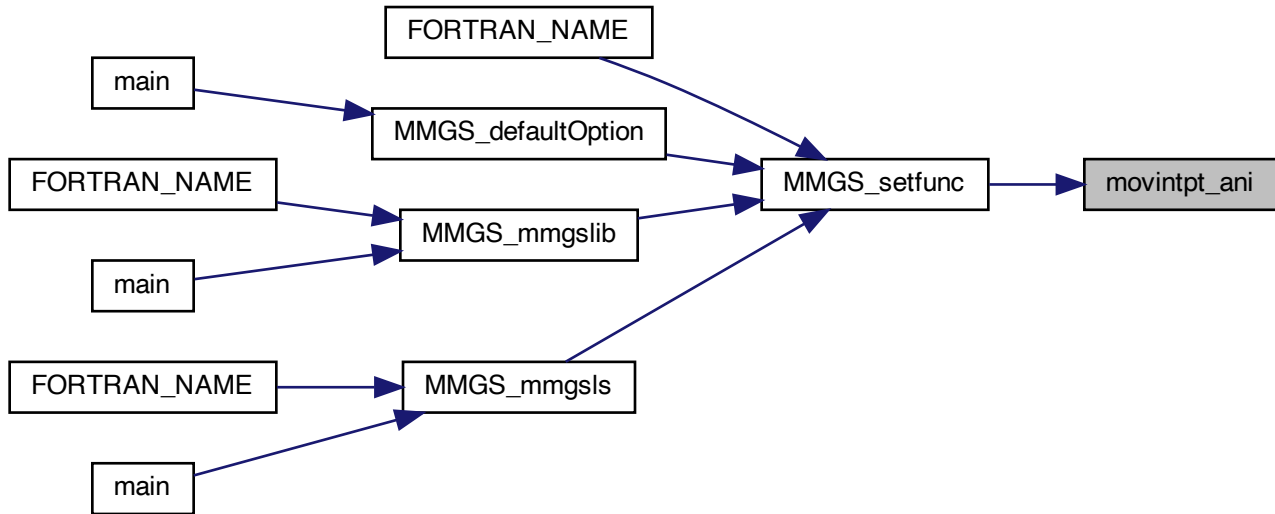 FORTRAN_NAME
main
MMGS_defaultOption
FORTRAN_NAME
MMGS_setfunc
movintpt_ani
MMGS_mmgslib
main
FORTRAN_NAME
MMGS_mmgsls
main